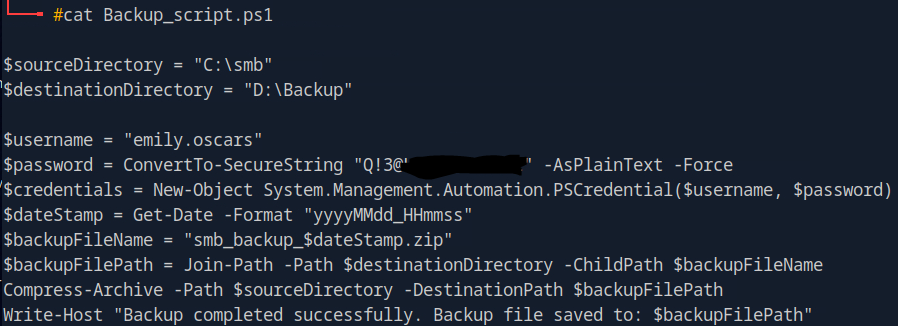 #cat Backup_script.ps1
$sourceDirectory = "C:\smb"
$destinationDirectory = "D:\Backup"
$username = "emily.oscars"
$password = ConvertTo-SecureString "Q!3@" -AsPlainText -Force
$credentials = New-Object System.Management.Automation.PSCredential($username, $password)
$dateStamp = Get-Date -Format "yyyyMMdd_HHmmss"
$backupFileName = "smb_backup_$dateStamp.zip"
$backupFilePath = Join-Path -Path $destinationDirectory -ChildPath $backupFileName
Compress-Archive -Path $sourceDirectory -DestinationPath $backupFilePath
Write-Host "Backup completed successfully. Backup file saved to: $backupFilePath"